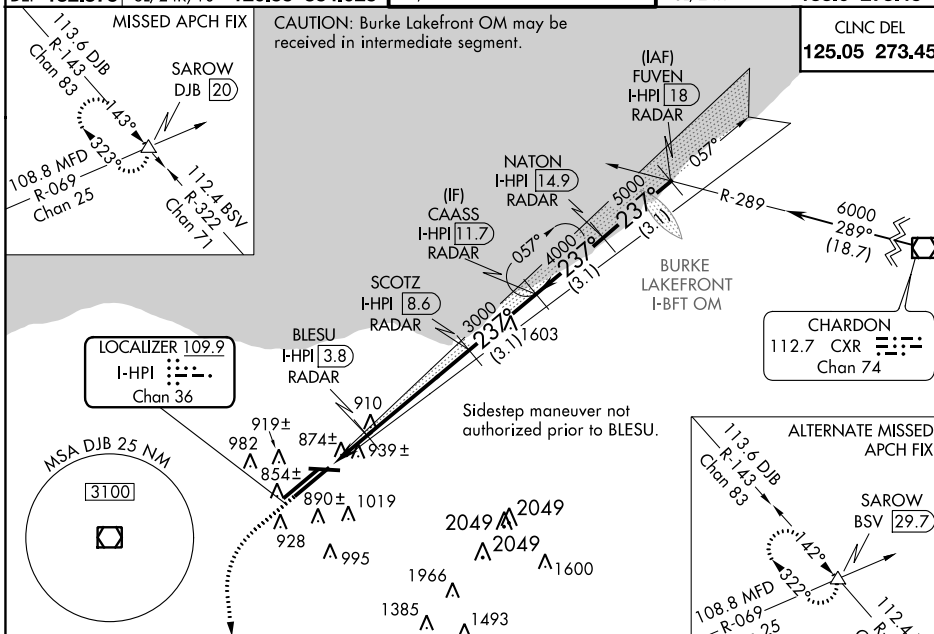 MISSED APCH FIX
113.6 DJB
R-143
Chan 83
SAROW
DJB 20
143°
323°
108.8 MFD
R-069
Chan 25
112.4 BSV
R-322
Chan 71
CAUTION: Burke Lakefront OM may be
received in intermediate segment.
CLNC DEL
125.05 273.45
(IAF)
FUVEN
I-HPI 18
RADAR
NATON
I-HPI 14.9
RADAR
(IF)
CAASS
I-HPI 11.7
RADAR
SCOTZ
I-HPI 8.6
RADAR
BLESU
I-HPI 3.8
RADAR
057°
5000
237°
(3.1)
057°
4000
237°
(3.1)
3000
237°
(3.1)
1603
R-289
6000
289°
(18.7)
BURKE
LAKEFRONT
I-BFT OM
CHARDON
112.7 CXR
Chan 74
LOCALIZER 109.9
I-HPI
Chan 36
Sidestep maneuver not
authorized prior to BLESU.
910
919±
982
874±
939±
854±
890±
1019
928
995
2049
2049
2049
1600
1966
1385
1493
MSA DJB 25 NM
3100
ALTERNATE MISSED
APCH FIX
113.6 DJB
R-143
Chan 83
SAROW
BSV 29.7
142°
322°
108.8 MFD
R-069
25
112.4